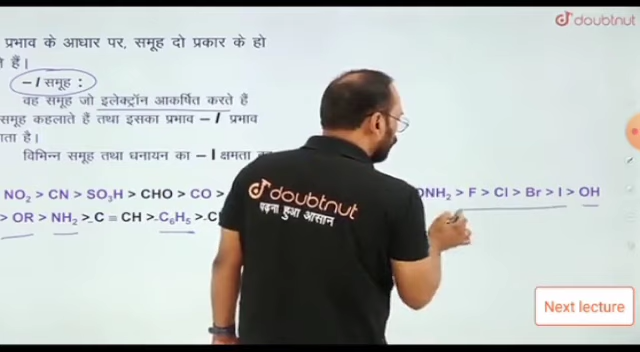 doubtnut
प्रभाव के आधार पर, समूह दो प्रकार के हो
ते हैं।
– I समूह :
वह समूह जो इलेक्ट्रॉन आकर्षित करते हैं
समूह कहलाते हैं तथा इसका प्रभाव – I प्रभाव
ाता है।
विभिन्न समूह तथा धनायन का – I क्षमता का
NO₂ > CN > SO₃H > CHO > CO >
ONH₂ > F > Cl > Br > I > OH
> OR > NH₂ > C ≡ CH > C₆H₅ > C
doubtnut
पढ़ना हुआ आसान
Next lecture